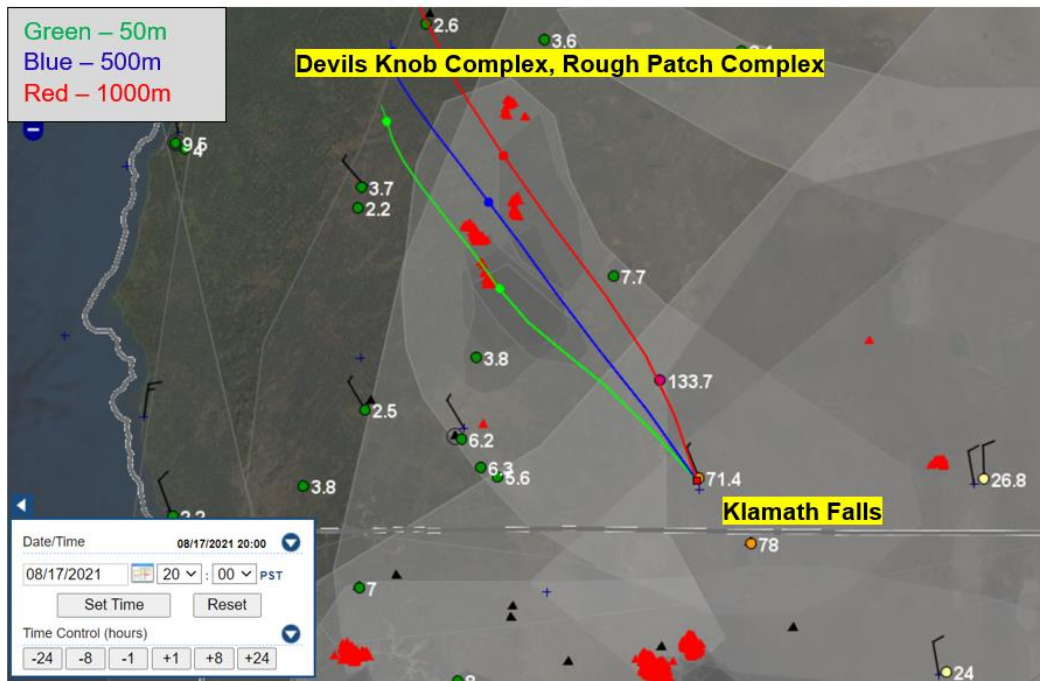 Green – 50m
Blue – 500m
Red – 1000m
2.6
3.6
Devils Knob Complex, Rough Patch Complex
9.5
4
3.7
2.2
7.7
3.8
133.7
2.5
6.2
6.3
5.6
71.4
26.8
3.8
Klamath Falls
78
7
24
Date/Time
08/17/2021 20:00
08/17/2021 20 : 00 PST
Set Time Reset
Time Control (hours)
-24 -8 -1 +1 +8 +24